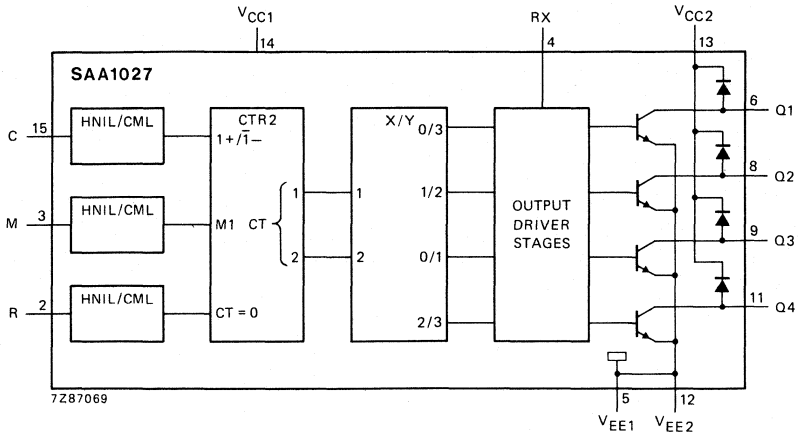 VCC1 RX VCC2
14 4 13
SAA1027
HNIL/CML CTR2 X/Y
C 15 1+/1̅− 0/3 6 Q1
HNIL/CML
M 3 M1 CT { 1 2 1 2 1/2 OUTPUT DRIVER STAGES 8 Q2
0/1 9 Q3
HNIL/CML
R 2 CT = 0 2/3 11 Q4
7Z87069 5 12
VEE1 VEE2